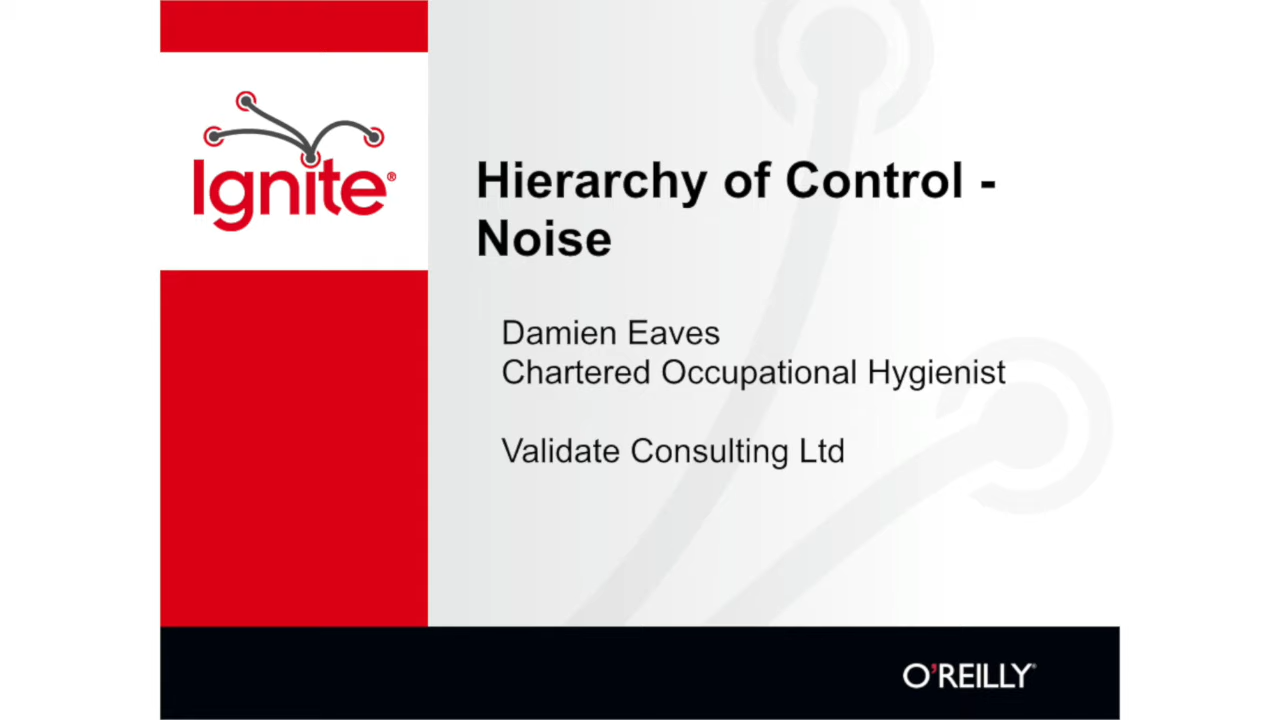 Ignite®
Hierarchy of Control -
Noise
Damien Eaves
Chartered Occupational Hygienist
Validate Consulting Ltd
O'REILLY®